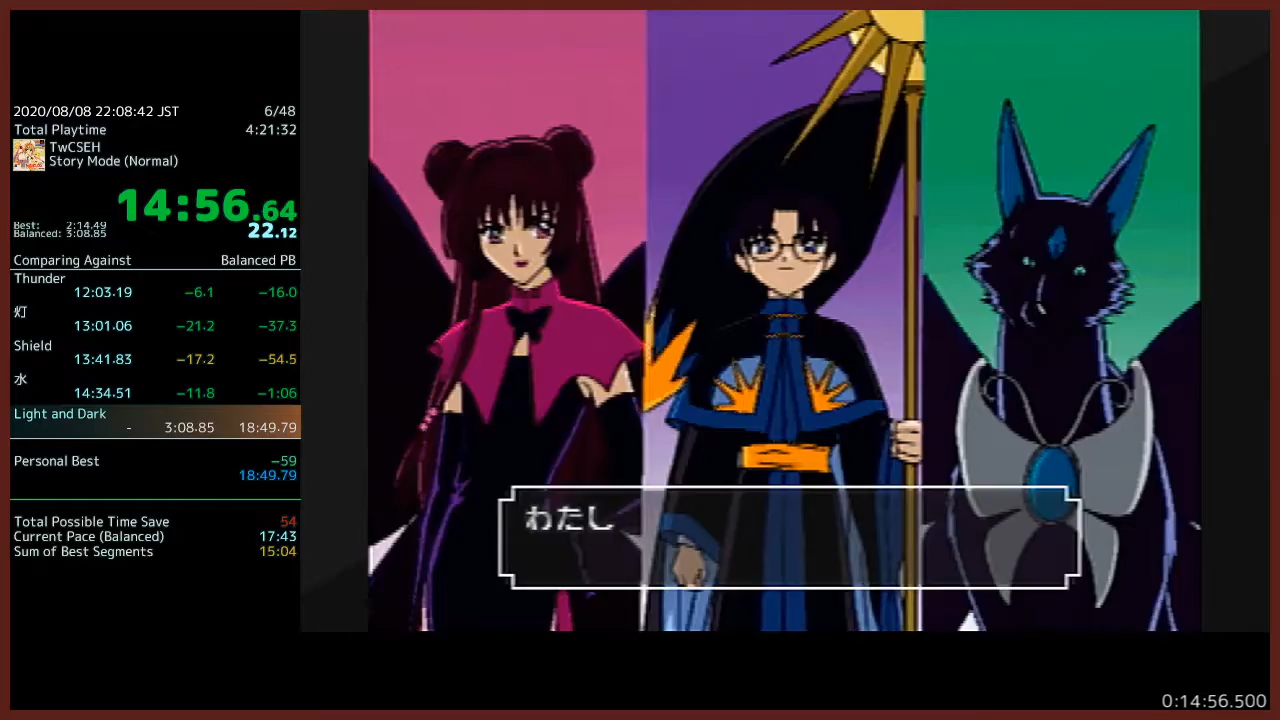 2020/08/08 22:08:42 JST 6/48
Total Playtime 4:21:32
TwCSEH
Story Mode (Normal)
14:56.64
Best: 2:14.49
Balanced: 3:08.85
22.12
Comparing Against Balanced PB
Thunder
12:03.19 −6.1 −16.0
灯
13:01.06 −21.2 −37.3
Shield
13:41.83 −17.2 −54.5
水
14:34.51 −11.8 −1:06
Light and Dark
- 3:08.85 18:49.79
Personal Best −59
18:49.79
Total Possible Time Save 54
Current Pace (Balanced) 17:43
Sum of Best Segments 15:04
わたし
0:14:56.500